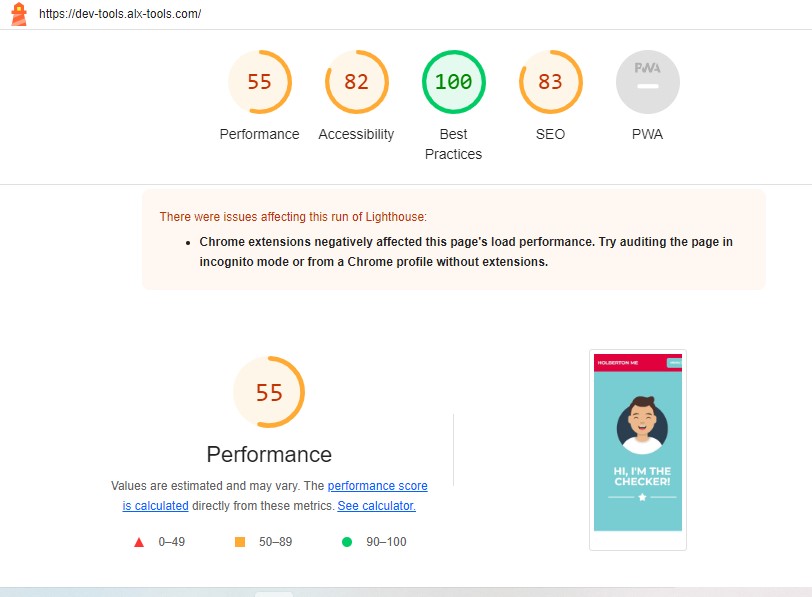 https://dev-tools.alx-tools.com/
55 82 100 83 PWA
Performance Accessibility Best Practices SEO PWA
There were issues affecting this run of Lighthouse:
• Chrome extensions negatively affected this page's load performance. Try auditing the page in
incognito mode or from a Chrome profile without extensions.
55
Performance
Values are estimated and may vary. The performance score
is calculated directly from these metrics. See calculator.
0–49 50–89 90–100
HOLBERTON ME
HI, I'M THE
CHECKER!